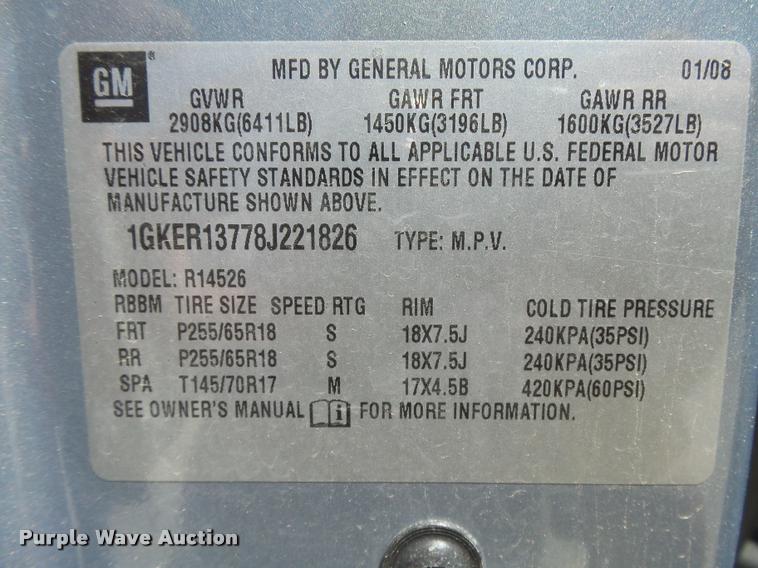 GM ® MFD BY GENERAL MOTORS CORP. 01/08
GVWR GAWR FRT GAWR RR
2908KG(6411LB) 1450KG(3196LB) 1600KG(3527LB)
THIS VEHICLE CONFORMS TO ALL APPLICABLE U.S. FEDERAL MOTOR
VEHICLE SAFETY STANDARDS IN EFFECT ON THE DATE OF
MANUFACTURE SHOWN ABOVE.
1GKER13778J221826 TYPE: M.P.V.
MODEL: R14526
RBBM TIRE SIZE SPEED RTG RIM COLD TIRE PRESSURE
FRT P255/65R18 S 18X7.5J 240KPA(35PSI)
RR P255/65R18 S 18X7.5J 240KPA(35PSI)
SPA T145/70R17 M 17X4.5B 420KPA(60PSI)
SEE OWNER'S MANUAL i FOR MORE INFORMATION.
Purple Wave Auction